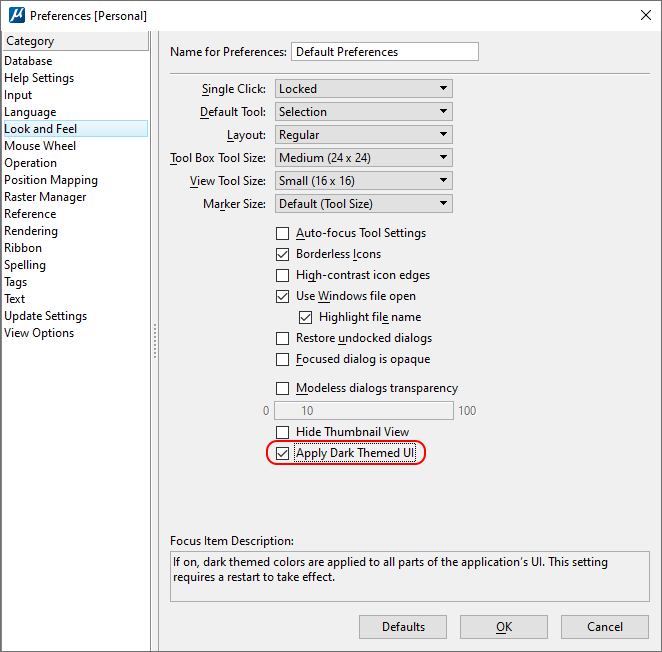 Preferences [Personal]
Category
Database
Help Settings
Input
Language
Look and Feel
Mouse Wheel
Operation
Position Mapping
Raster Manager
Reference
Rendering
Ribbon
Spelling
Tags
Text
Update Settings
View Options
Name for Preferences: Default Preferences
Single Click: Locked
Default Tool: Selection
Layout: Regular
Tool Box Tool Size: Medium (24 x 24)
View Tool Size: Small (16 x 16)
Marker Size: Default (Tool Size)
Auto-focus Tool Settings
Borderless Icons
High-contrast icon edges
Use Windows file open
Highlight file name
Restore undocked dialogs
Focused dialog is opaque
Modeless dialogs transparency
0 10 100
Hide Thumbnail View
Apply Dark Themed UI
Focus Item Description:
If on, dark themed colors are applied to all parts of the application's UI. This setting
requires a restart to take effect.
Defaults OK Cancel